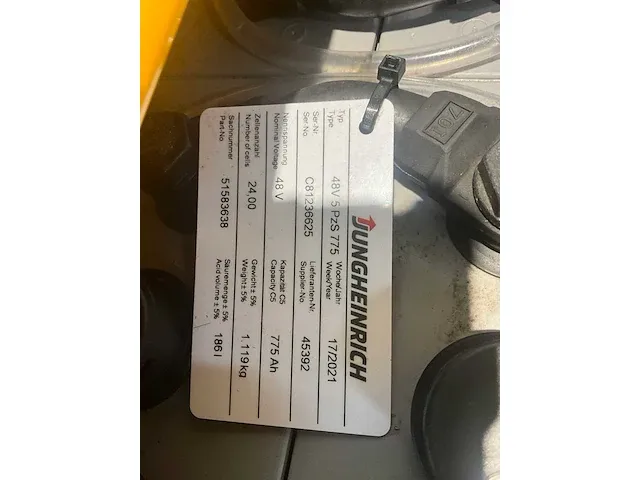 JUNGHEINRICH
Typ
Type 48V 5 PzS 775 Woche/Jahr
Week/Year 17/2021
Ser-Nr.
Ser-No. C81236625 Lieferanten-Nr.
Supplier-No. 45392
Nennspannung
Nominal Voltage 48 V Kapazität C5
Capacity C5 775 Ah
Zellenanzahl
Number of cells 24,00 Gewicht ± 5%
Weight ± 5% 1.119 kg
Sachnummer
Part-No. 51583638 Säuremenge ± 5%
Acid volume ± 5% 186 l
70R